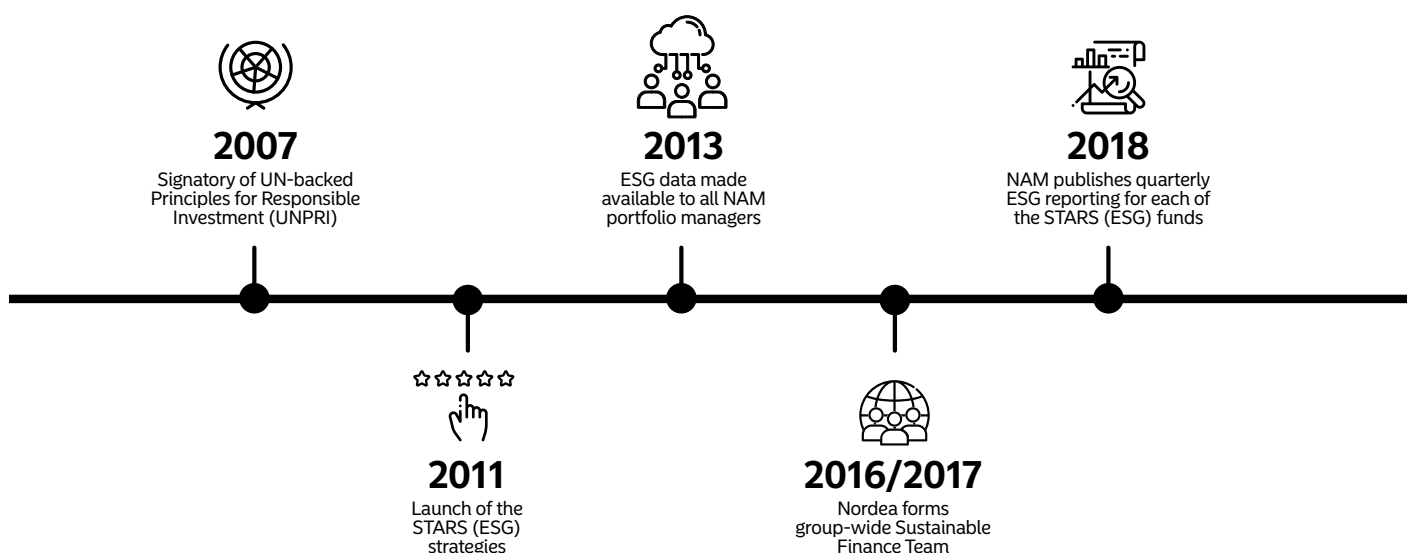 2007
Signatory of UN-backed
Principles for Responsible
Investment (UNPRI)
2013
ESG data made
available to all NAM
portfolio managers
2018
NAM publishes quarterly
ESG reporting for each of
the STARS (ESG) funds
2011
Launch of the
STARS (ESG)
strategies
2016/2017
Nordea forms
group-wide Sustainable
Finance Team